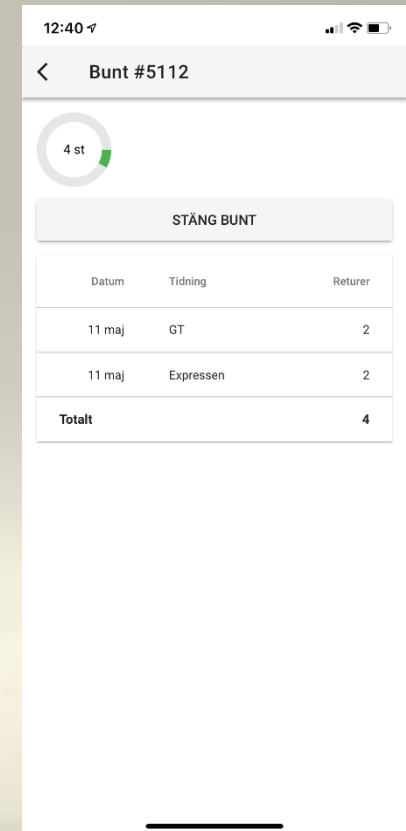 12:40
Bunt #5112
4 st
STÄNG BUNT
Datum Tidning Returer
11 maj GT 2
11 maj Expressen 2
Totalt 4